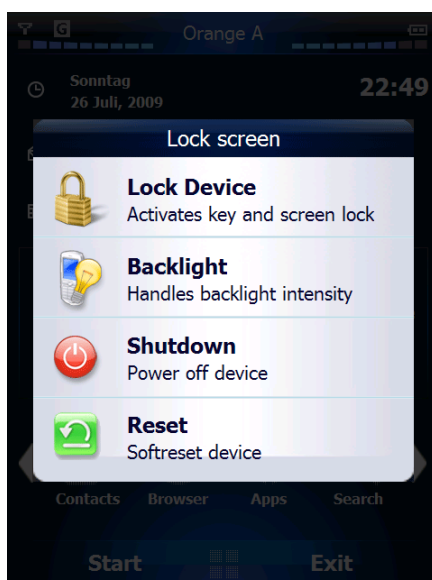 G
Orange A
Sonntag
22:49
26 Juli, 2009
Lock screen
Lock Device
Activates key and screen lock
Backlight
Handles backlight intensity
Shutdown
Power off device
Reset
Softreset device
Contacts Browser Apps Search
Start Exit